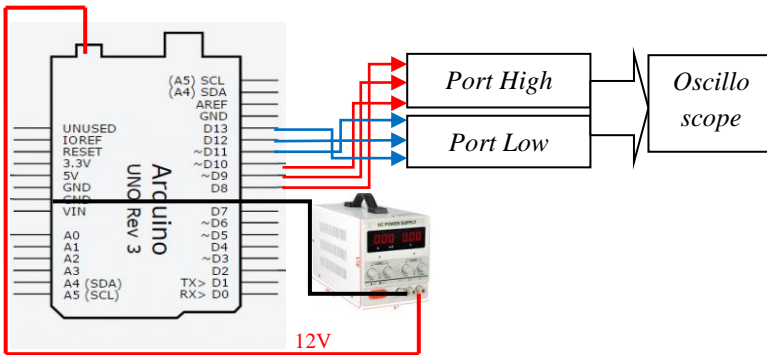 (A5) SCL
(A4) SDA
AREF
GND
UNUSED
IOREF
RESET
3.3V
5V
GND
GND
VIN
A0
A1
A2
A3
A4 (SDA)
A5 (SCL)
Arduino
UNO Rev 3
D13
D12
~D11
~D10
~D9
D8
D7
~D6
~D5
D4
~D3
D2
TX> D1
RX> D0
Port High
Port Low
Oscillo
scope
DC POWER SUPPLY
000 000
12V